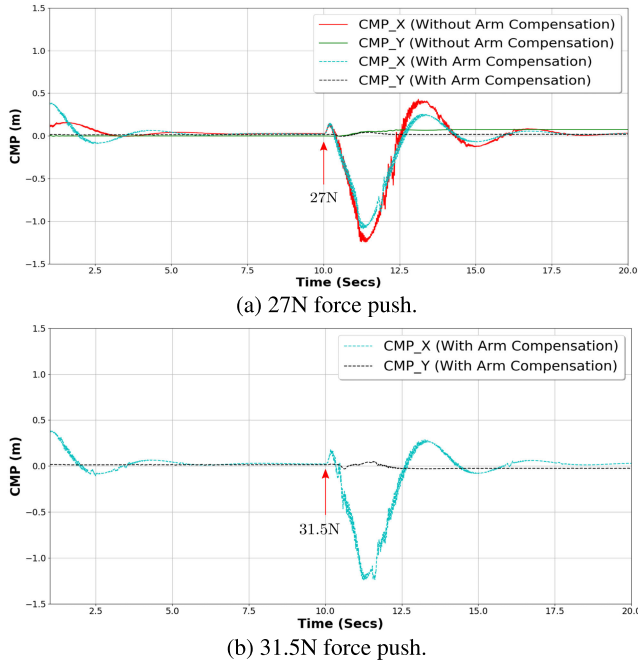 1.5
1.0
0.5
0.0
−0.5
−1.0
−1.5
CMP (m)
CMP_X (Without Arm Compensation)
CMP_Y (Without Arm Compensation)
CMP_X (With Arm Compensation)
CMP_Y (With Arm Compensation)
27N
2.5 5.0 7.5 10.0 12.5 15.0 17.5 20.0
Time (Secs)
(a) 27N force push.
1.5
1.0
0.5
0.0
−0.5
−1.0
−1.5
CMP (m)
CMP_X (With Arm Compensation)
CMP_Y (With Arm Compensation)
31.5N
2.5 5.0 7.5 10.0 12.5 15.0 17.5 20.0
Time (Secs)
(b) 31.5N force push.